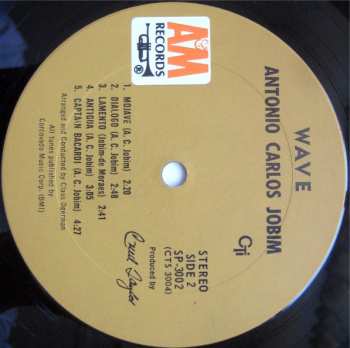 WAVE
ANTONIO CARLOS JOBIM
A&M
RECORDS
CTi
STEREO
SIDE 2
SP-3002
(CTS 3004)
1. MOJAVE (A. C. Jobim) 2:20
2. DIALOGO (A. C. Jobim) 2:48
3. LAMENTO (Jobim-de Moraes) 2:41
4. ANTIGUA (A. C. Jobim) 3:05
5. CAPTAIN BACARDI (A. C. Jobim) 4:27
Arranged and Conducted by Claus Ogerman
All tunes published by
Corcovado Music Corp. (BMI)
Produced by
Creed Taylor